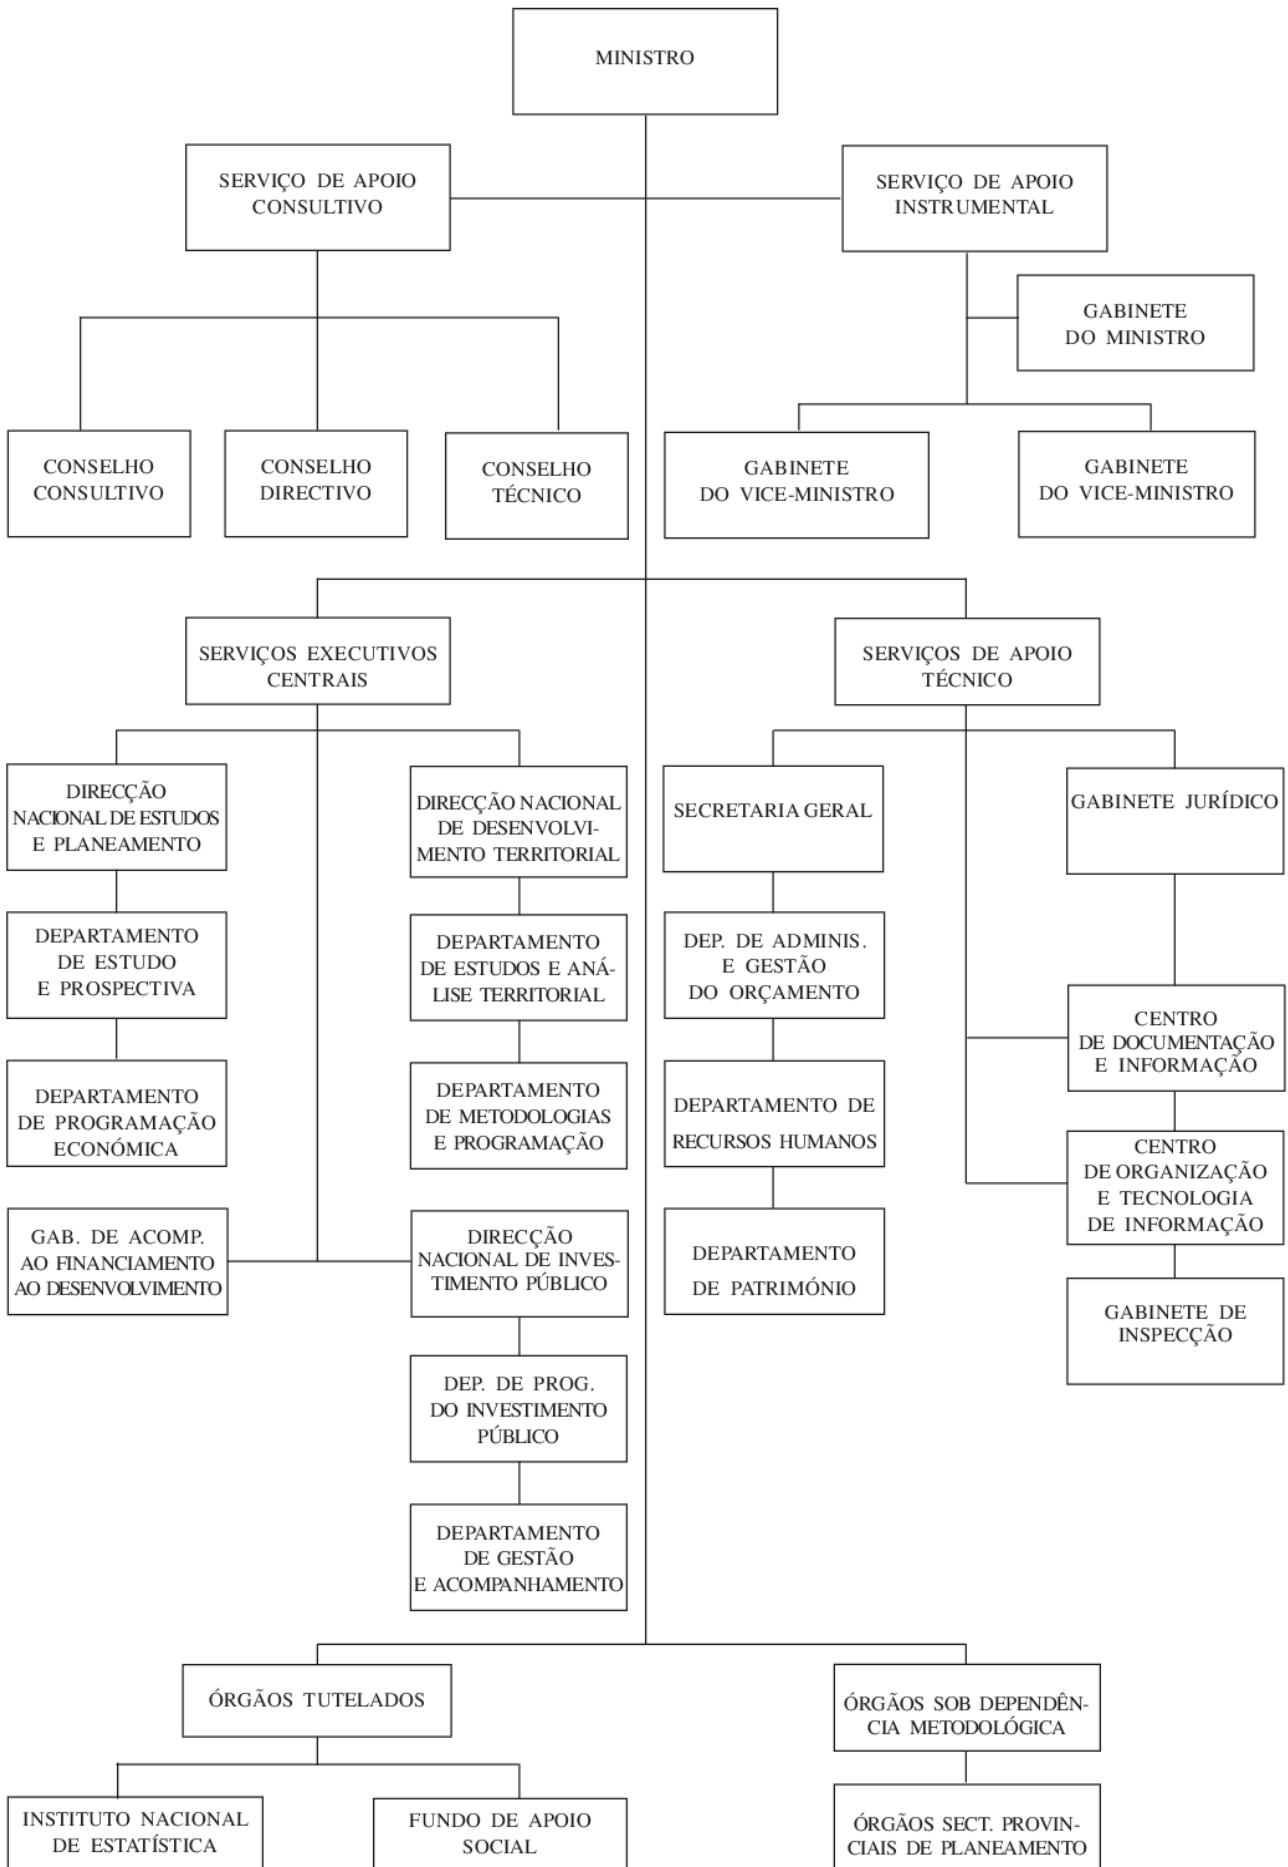 MINISTRO
SERVIÇO DE APOIO
CONSULTIVO
SERVIÇO DE APOIO
INSTRUMENTAL
GABINETE
DO MINISTRO
CONSELHO
CONSULTIVO
CONSELHO
DIRECTIVO
CONSELHO
TÉCNICO
GABINETE
DO VICE-MINISTRO
GABINETE
DO VICE-MINISTRO
SERVIÇOS EXECUTIVOS
CENTRAIS
SERVIÇOS DE APOIO
TÉCNICO
DIRECÇÃO
NACIONAL DE ESTUDOS
E PLANEAMENTO
DIRECÇÃO NACIONAL
DE DESENVOLVI-
MENTO TERRITORIAL
SECRETARIA GERAL
GABINETE JURÍDICO
DEPARTAMENTO
DE ESTUDO
E PROSPECTIVA
DEPARTAMENTO
DE ESTUDOS E ANÁ-
LISE TERRITORIAL
DEP. DE ADMINIS.
E GESTÃO
DO ORÇAMENTO
CENTRO
DE DOCUMENTAÇÃO
E INFORMAÇÃO
DEPARTAMENTO
DE PROGRAMAÇÃO
ECONÓMICA
DEPARTAMENTO
DE METODOLOGIAS
E PROGRAMAÇÃO
DEPARTAMENTO DE
RECURSOS HUMANOS
CENTRO
DE ORGANIZAÇÃO
E TECNOLOGIA
DE INFORMAÇÃO
GAB. DE ACOMP.
AO FINANCIAMENTO
AO DESENVOLVIMENTO
DIRECÇÃO
NACIONAL DE INVES-
TIMENTO PÚBLICO
DEPARTAMENTO
DE PATRIMÓNIO
GABINETE DE
INSPECÇÃO
DEP. DE PROG.
DO INVESTIMENTO
PÚBLICO
DEPARTAMENTO
DE GESTÃO
E ACOMPANHAMENTO
ÓRGÃOS TUTELADOS
ÓRGÃOS SOB DEPENDÊN-
CIA METODOLÓGICA
INSTITUTO NACIONAL
DE ESTATÍSTICA
FUNDO DE APOIO
SOCIAL
ÓRGÃOS SECT. PROVIN-
CIAIS DE PLANEAMENTO